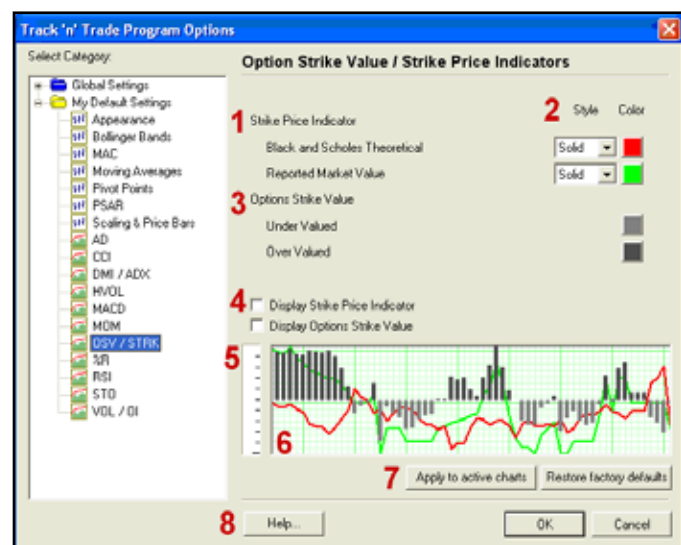 Track 'n' Trade Program Options
Select Category:
Global Settings
My Default Settings
Appearance
Bollinger Bands
MAC
Moving Averages
Pivot Points
PSAR
Scaling & Price Bars
AD
CCI
DMI / ADX
HVOL
MACD
MOM
OSV / STRK
%R
RSI
STO
VOL / OI
Option Strike Value / Strike Price Indicators
2 Style Color
1 Strike Price Indicator
Black and Scholes Theoretical Solid
Reported Market Value Solid
3 Options Strike Value
Under Valued
Over Valued
4 Display Strike Price Indicator
Display Options Strike Value
5
6
7 Apply to active charts Restore factory defaults
8 Help... OK Cancel